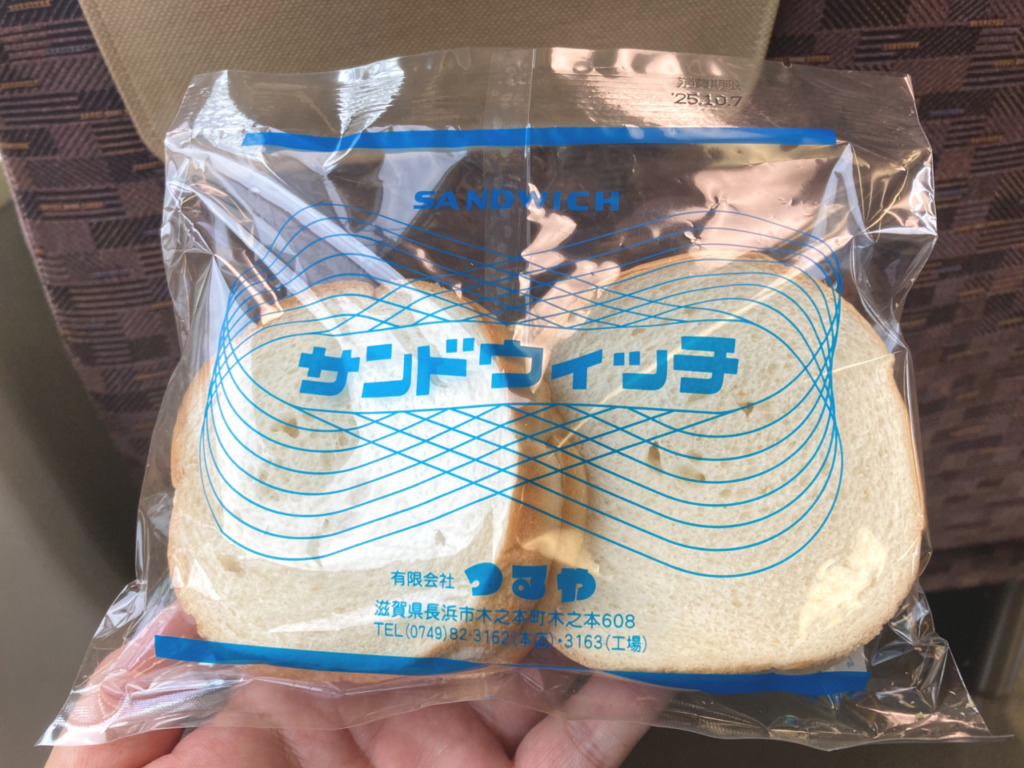 消費期限
'25.10.7
SANDWICH
サンドウィッチ
有限会社 つるや
滋賀県長浜市木之本町木之本608
TEL(0749)82-3162(本店)・3163(工場)